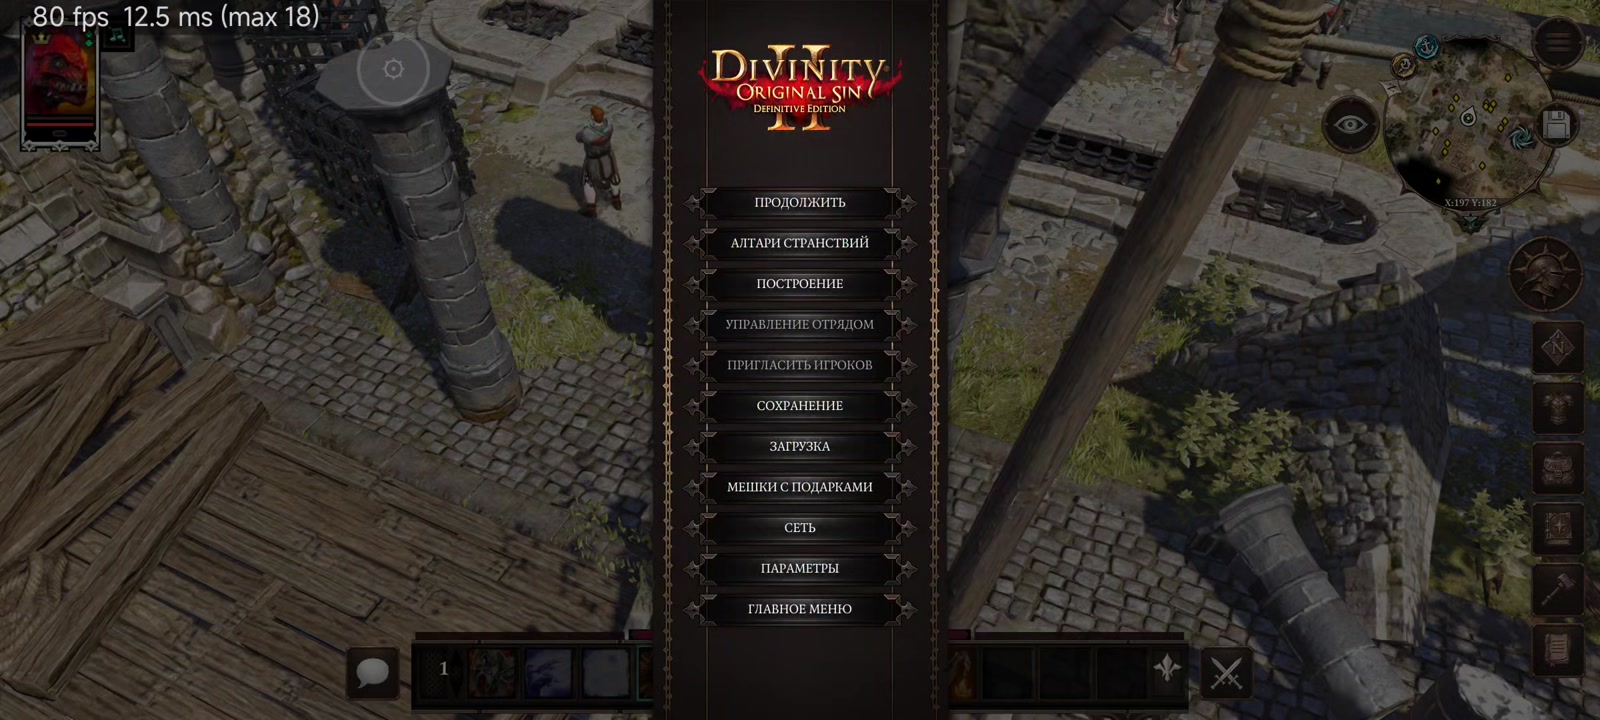 80 fps 12.5 ms (max 18)
DIVINITY
ORIGINAL SIN
DEFINITIVE EDITION
II
ПРОДОЛЖИТЬ
АЛТАРИ СТРАНСТВИЙ
ПОСТРОЕНИЕ
УПРАВЛЕНИЕ ОТРЯДОМ
ПРИГЛАСИТЬ ИГРОКОВ
СОХРАНЕНИЕ
ЗАГРУЗКА
МЕШКИ С ПОДАРКАМИ
СЕТЬ
ПАРАМЕТРЫ
ГЛАВНОЕ МЕНЮ
X:197 Y:182
N
1